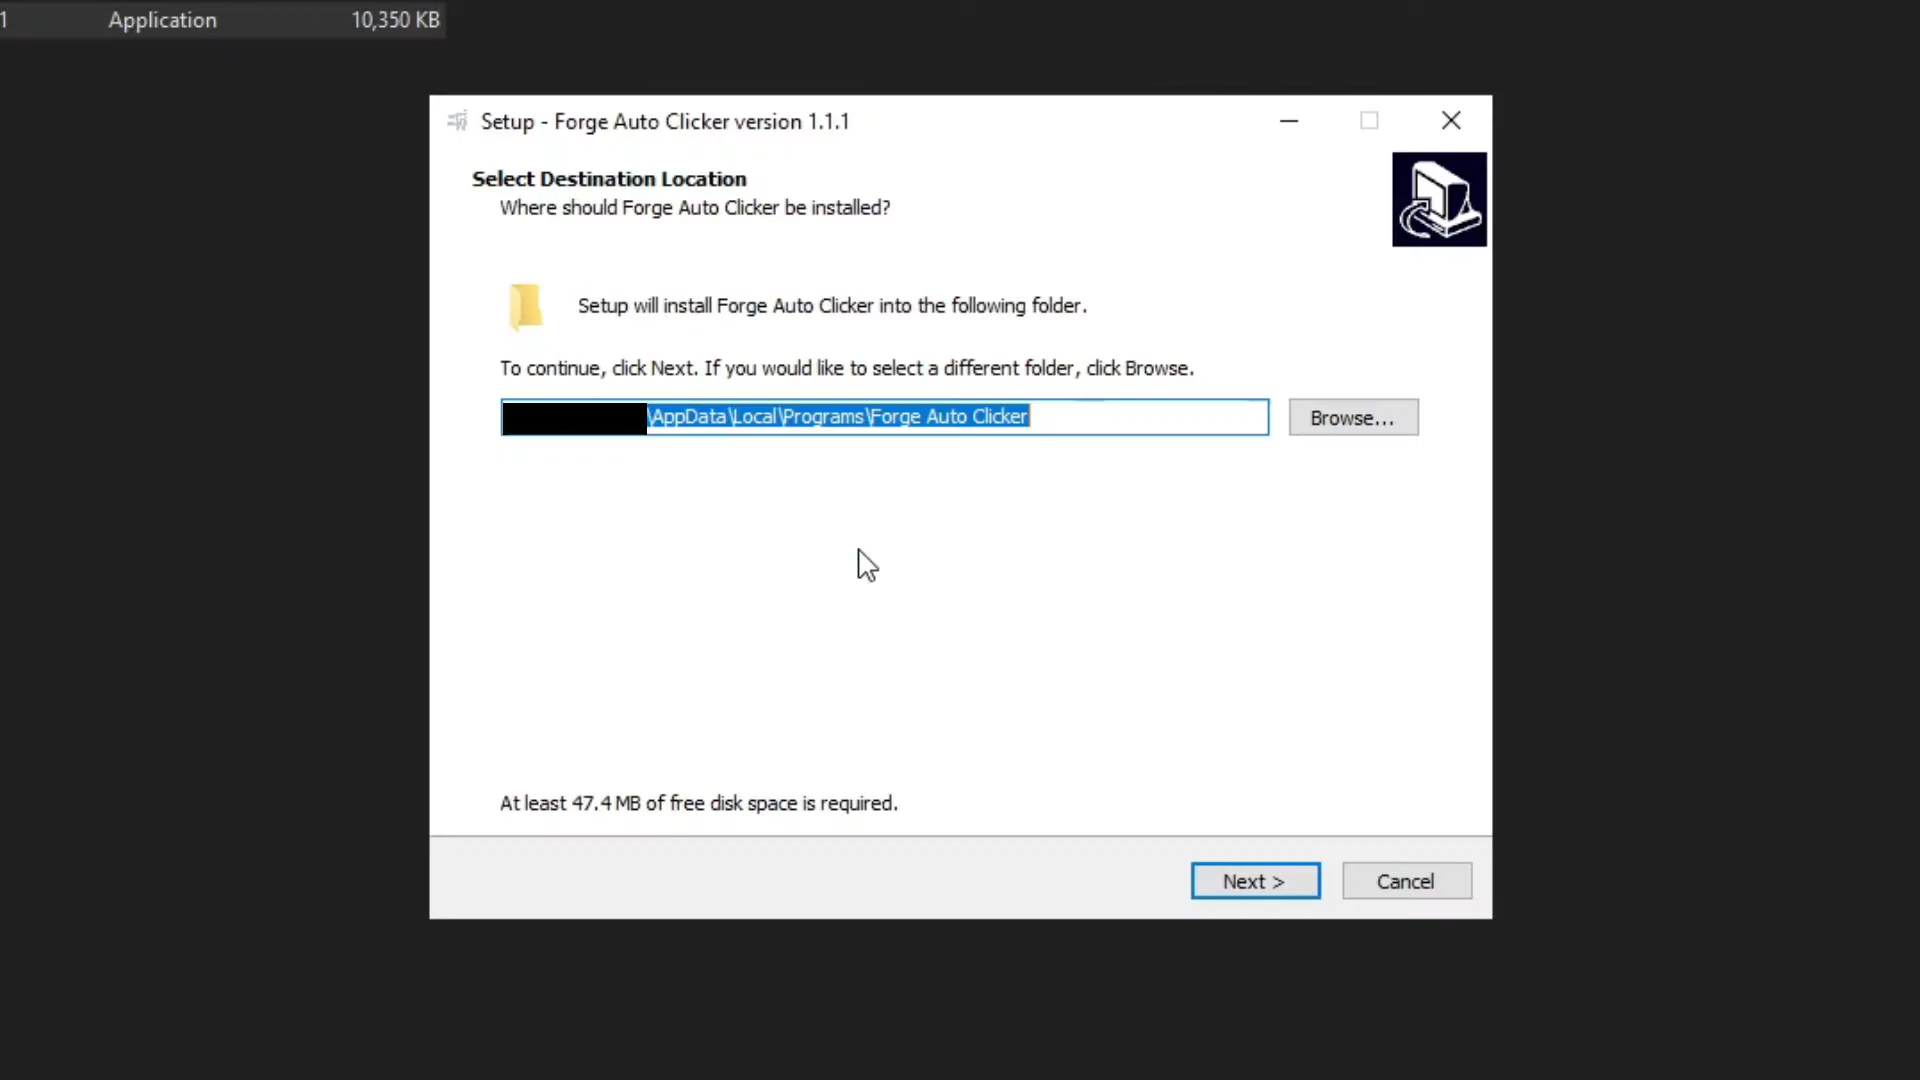 1 Application 10,350 KB
Setup - Forge Auto Clicker version 1.1.1
Select Destination Location
Where should Forge Auto Clicker be installed?
Setup will install Forge Auto Clicker into the following folder.
To continue, click Next. If you would like to select a different folder, click Browse.
\AppData\Local\Programs\Forge Auto Clicker
Browse...
At least 47.4 MB of free disk space is required.
Next >
Cancel